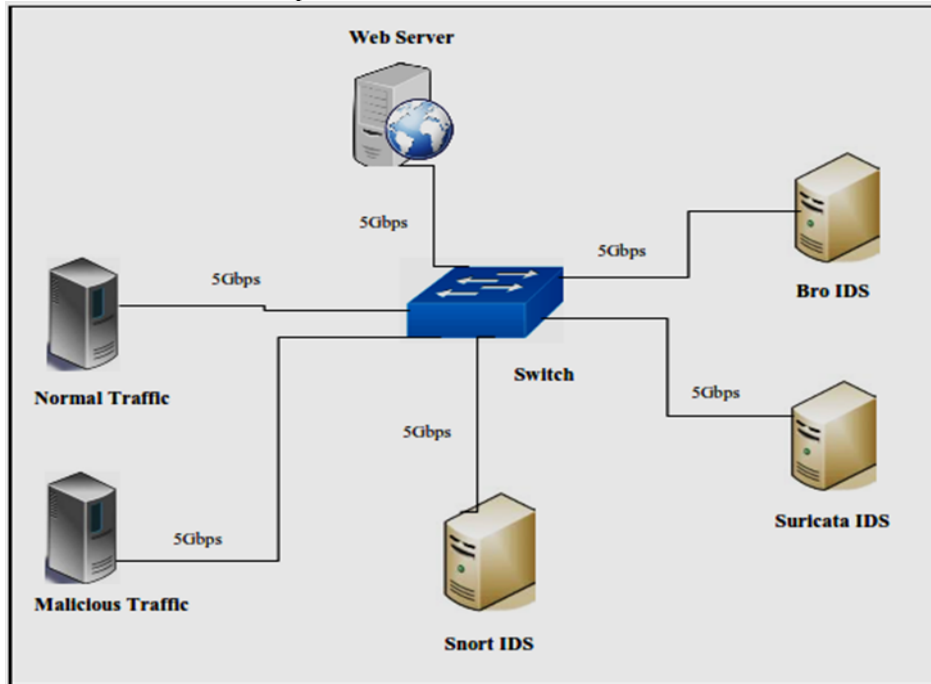 Web Server
5Gbps
5Gbps
Bro IDS
5Gbps
Normal Traffic
Switch
5Gbps
Suricata IDS
5Gbps
5Gbps
Malicious Traffic
Snort IDS